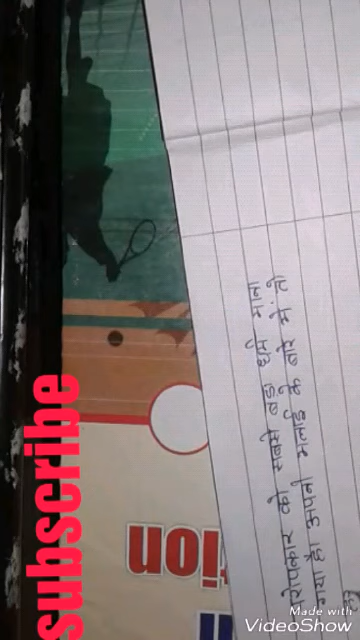 परोपकार को सबसे बड़ा धर्म माना
गया है। अपनी भलाई के बारे में तो
subscribe
tion
Made with
VideoShow